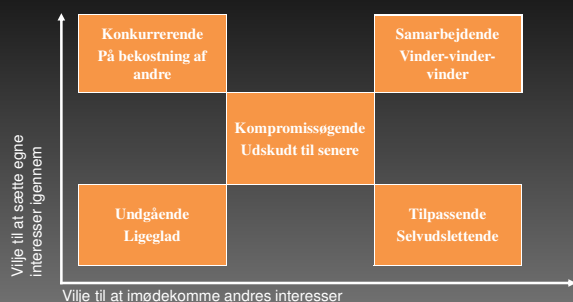 Konkurrerende
På bekostning af
andre
Samarbejdende
Vinder-vinder-
vinder
Kompromissøgende
Udskudt til senere
Undgående
Ligeglad
Tilpassende
Selvudslettende
Vilje til at sætte egne
interesser igennem
Vilje til at imødekomme andres interesser